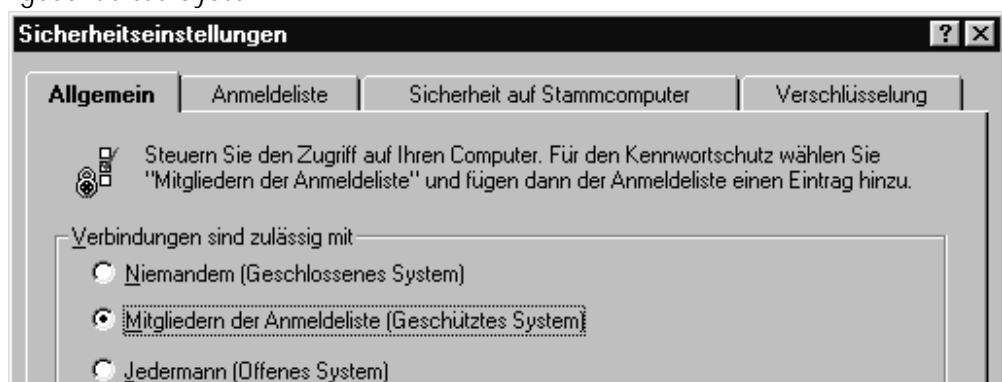 Sicherheitseinstellungen
Allgemein Anmeldeliste Sicherheit auf Stammcomputer Verschlüsselung
Steuern Sie den Zugriff auf Ihren Computer. Für den Kennwortschutz wählen Sie
"Mitgliedern der Anmeldeliste" und fügen dann der Anmeldeliste einen Eintrag hinzu.
Verbindungen sind zulässig mit
Niemandem (Geschlossenes System)
Mitgliedern der Anmeldeliste (Geschütztes System)
Jedermann (Offenes System)